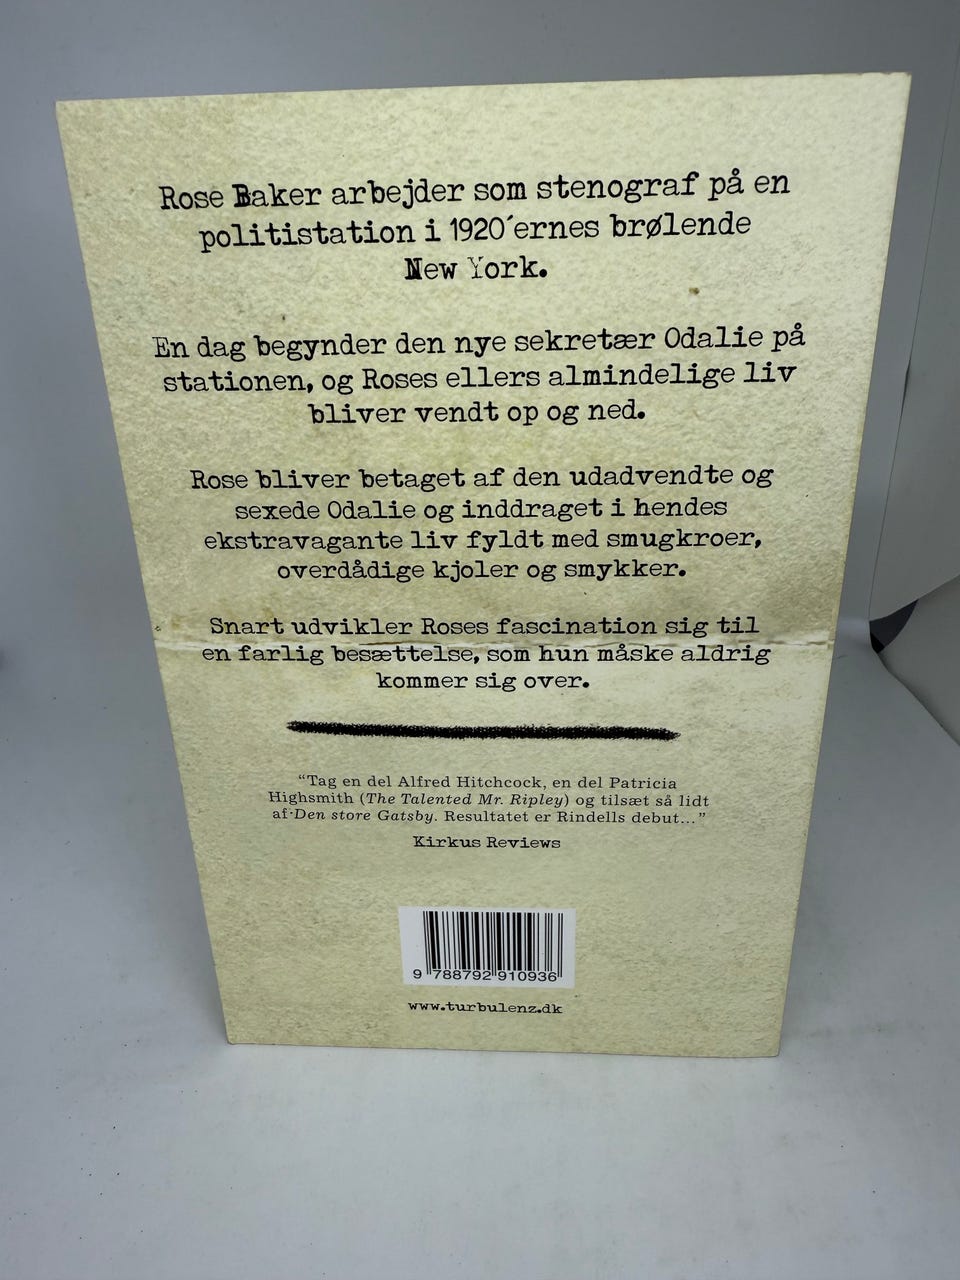 Rose Baker arbejder som stenograf på en
politistation i 1920´ernes brølende
New York.
En dag begynder den nye sekretær Odalie på
stationen, og Roses ellers almindelige liv
bliver vendt op og ned.
Rose bliver betaget af den udadvendte og
sexede Odalie og inddraget i hendes
ekstravagante liv fyldt med smugkroer,
overdådige kjoler og smykker.
Snart udvikler Roses fascination sig til
en farlig besættelse, som hun måske aldrig
kommer sig over.
“Tag en del Alfred Hitchcock, en del Patricia
Highsmith (The Talented Mr. Ripley) og tilsæt så lidt
af Den store Gatsby. Resultatet er Rindells debut...”
Kirkus Reviews
9 788792 910936
www.turbulenz.dk